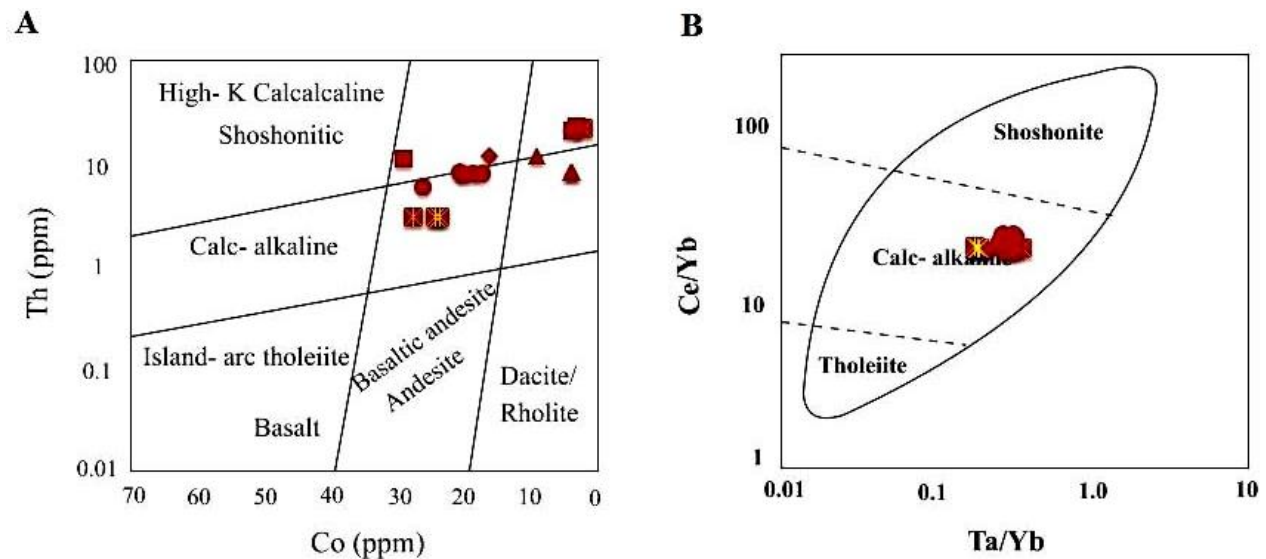 A
100
10
1
0.1
0.01
Th (ppm)
High- K Calcalcaline
Shoshonitic
Calc- alkaline
Island- arc tholeiite
Basalt
Basaltic andesite
Andesite
Dacite/
Rholite
70 60 50 40 30 20 10 0
Co (ppm)
B
100
10
1
Ce/Yb
Shoshonite
Calc- alkaline
Tholeiite
0.01 0.1 1.0 10
Ta/Yb